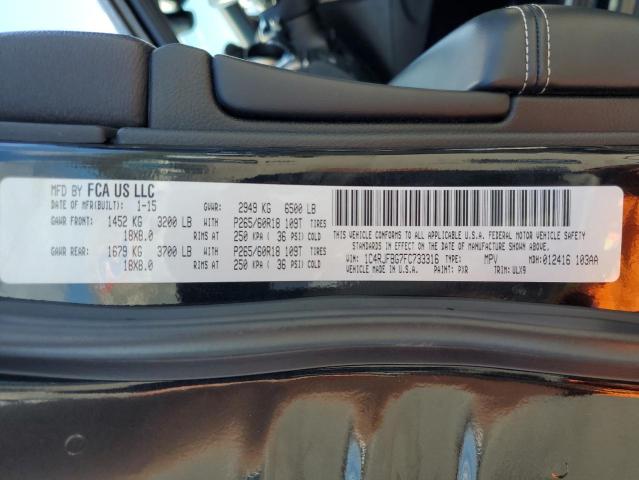 MFD BY FCA US LLC
DATE OF MFR(BUILT): 1-15 GVWR: 2949 KG 6500 LB
GAWR FRONT: 1452 KG 3200 LB WITH P265/60R18 109T TIRES
18X8.0 RIMS AT 250 KPA ( 36 PSI) COLD
GAWR REAR: 1679 KG 3700 LB WITH P265/60R18 109T TIRES
18X8.0 RIMS AT 250 KPA ( 36 PSI) COLD
THIS VEHICLE CONFORMS TO ALL APPLICABLE U.S.A. FEDERAL MOTOR VEHICLE SAFETY
STANDARDS IN EFFECT ON THE DATE OF MANUFACTURE SHOWN ABOVE.
VIN: 1C4RJFBG7FC733316 TYPE: MPV MDH: 012416 103AA
VEHICLE MADE IN U.S.A. PAINT: PXR TRIM: ULX9